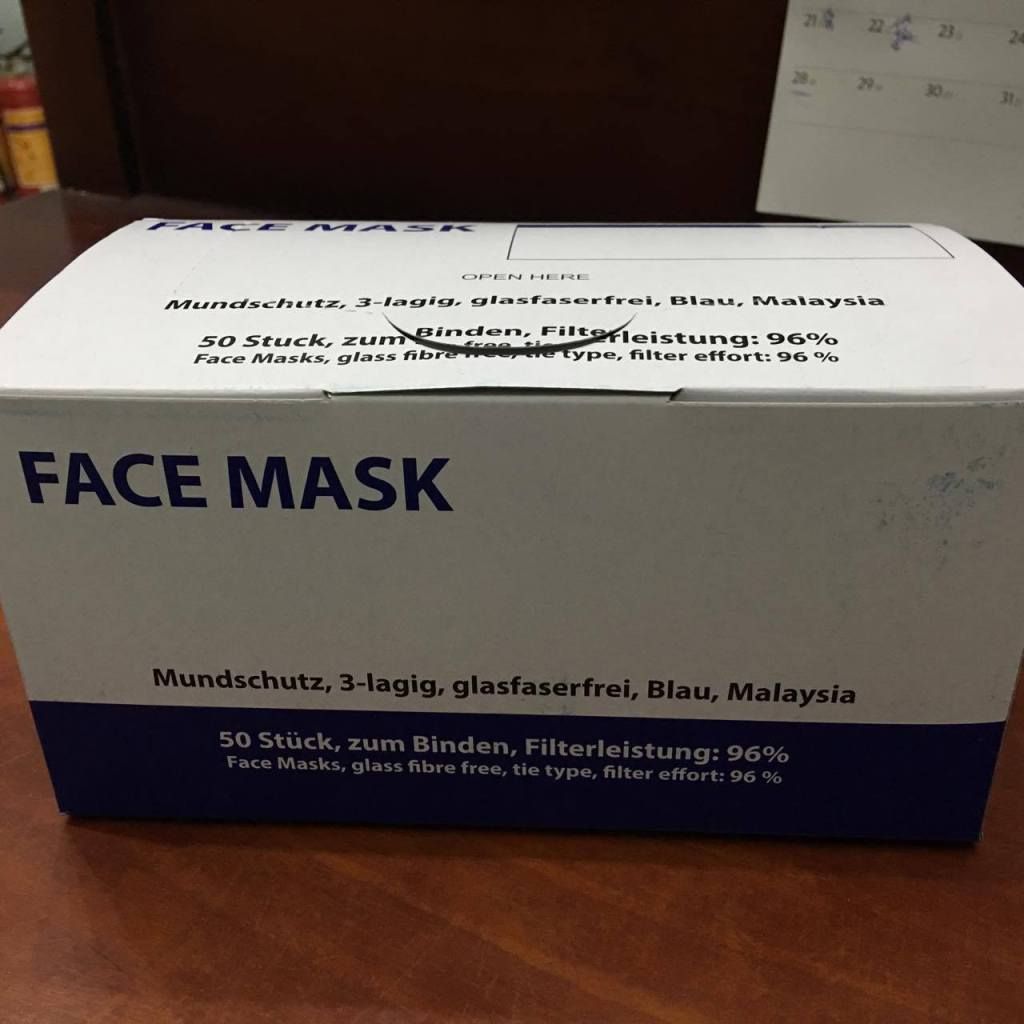 21
22
23
24
28
29
30
31
FACE MASK
OPEN HERE
Mundschutz, 3-lagig, glasfaserfrei, Blau, Malaysia
50 Stuck, zum Binden, Filterleistung: 96%
Face Masks, glass fibre free, tie type, filter effort: 96 %
FACE MASK
Mundschutz, 3-lagig, glasfaserfrei, Blau, Malaysia
50 Stück, zum Binden, Filterleistung: 96%
Face Masks, glass fibre free, tie type, filter effort: 96 %